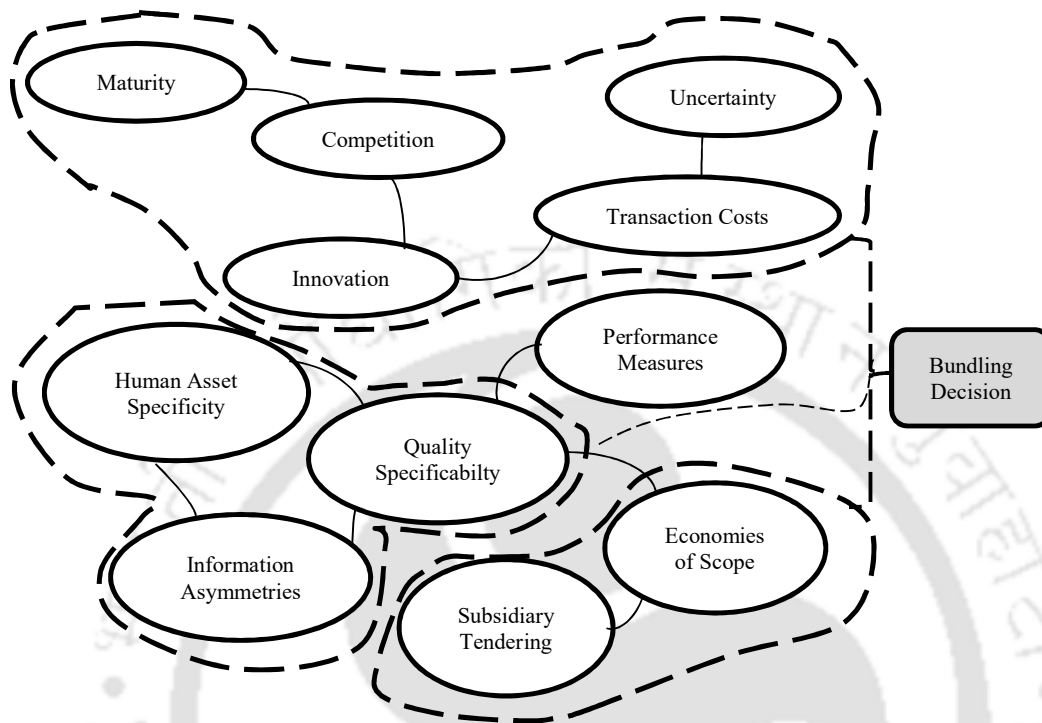 Maturity
Uncertainty
Competition
Transaction Costs
Innovation
Performance
Measures
Bundling
Decision
Human Asset
Specificity
Quality
Specificabilty
Economies
of Scope
Information
Asymmetries
Subsidiary
Tendering